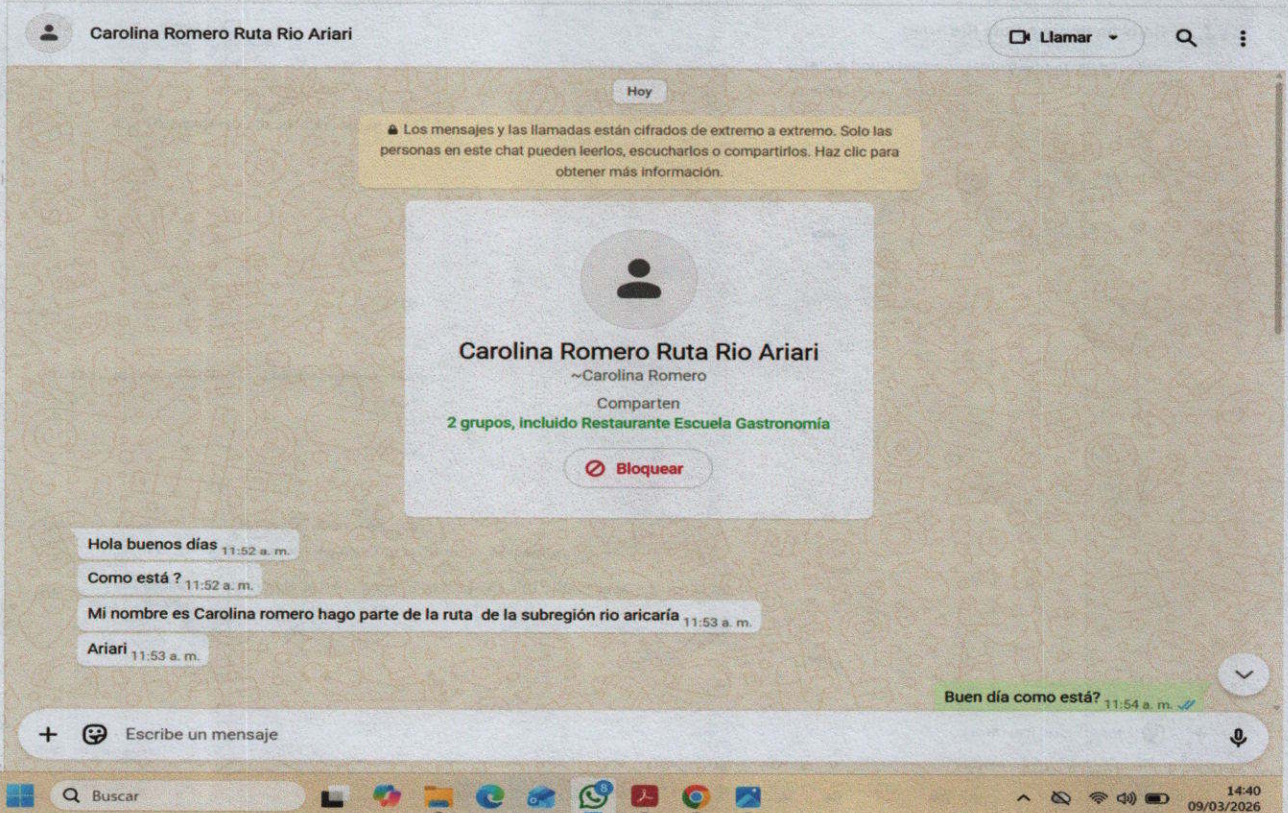 Carolina Romero Ruta Rio Ariari
Llamar
Hoy
Los mensajes y las llamadas están cifrados de extremo a extremo. Solo las
personas en este chat pueden leerlos, escucharlos o compartirlos. Haz clic para
obtener más información.
Carolina Romero Ruta Rio Ariari
~Carolina Romero
Comparten
2 grupos, incluido Restaurante Escuela Gastronomía
Bloquear
Hola buenos días 11:52 a. m.
Como está ? 11:52 a. m.
Mi nombre es Carolina romero hago parte de la ruta de la subregión rio aricaría 11:53 a. m.
Ariari 11:53 a. m.
Buen día como está? 11:54 a. m.
Escribe un mensaje
Buscar
8
14:40
09/03/2026